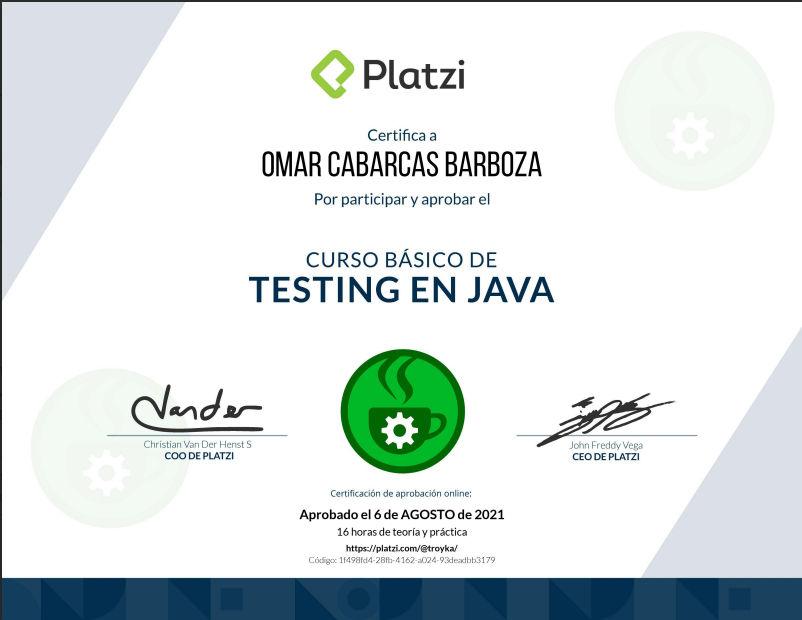 Platzi
Certifica a
OMAR CABARCAS BARBOZA
Por participar y aprobar el
CURSO BÁSICO DE
TESTING EN JAVA
Vander
Christian Van Der Henst S
COO DE PLATZI
John Freddy Vega
CEO DE PLATZI
Certificación de aprobación online:
Aprobado el 6 de AGOSTO de 2021
16 horas de teoría y práctica
https://platzi.com/@troyka/
Código: 1f498fd4-28fb-4162-a024-93deadbb3179